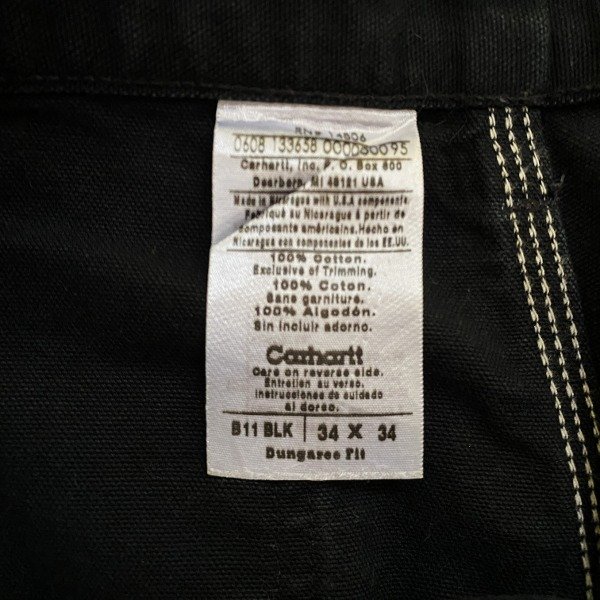 RN# 14806
0608 133658 000D80095
Carhartt, Inc. P. O. Box 600
Dearborn, MI 48121 USA
Made in Nicaragua with U.S.A components
Fabriqué au Nicaragua à partir de
composante américaine.Hecho en
Nicaragua con componentes de los EE.UU.
100% Cotton.
Exclusive of Trimming.
100% Coton.
Sans garniture.
100% Algodón.
Sin incluir adorno.
Carhartt
Care on reverse side.
Entretien au verso.
Instrucciones de cuidado
al dorso.
B11 BLK 34 X 34
Dungaree Fit